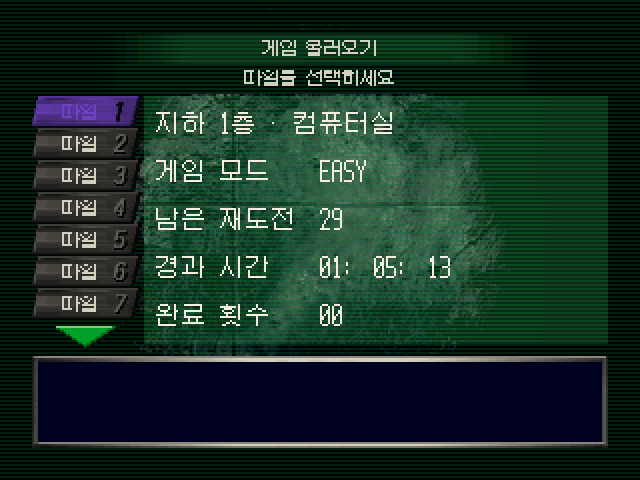 게임 불러오기
파일을 선택하세요
파일 1
파일 2
파일 3
파일 4
파일 5
파일 6
파일 7
지하 1층 · 컴퓨터실
게임 모드 EASY
남은 재도전 29
경과 시간 01: 05: 13
완료 횟수 00